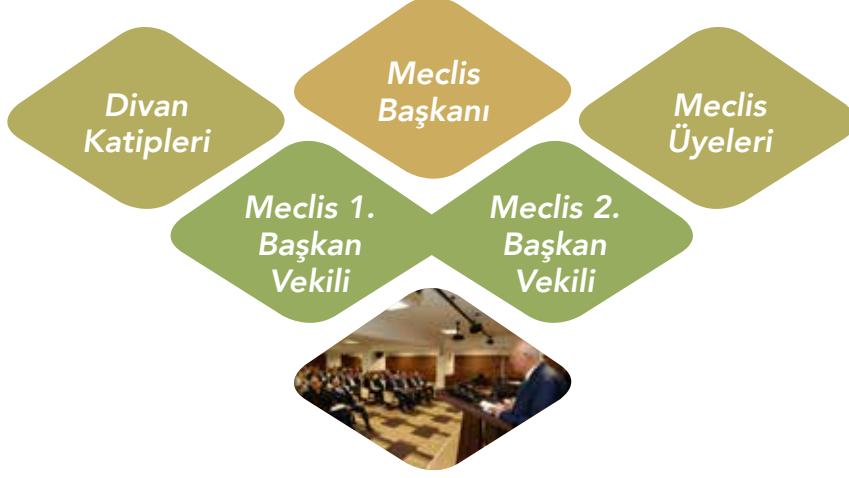 Divan
Katipleri
Meclis
Başkanı
Meclis
Üyeleri
Meclis 1.
Başkan
Vekili
Meclis 2.
Başkan
Vekili